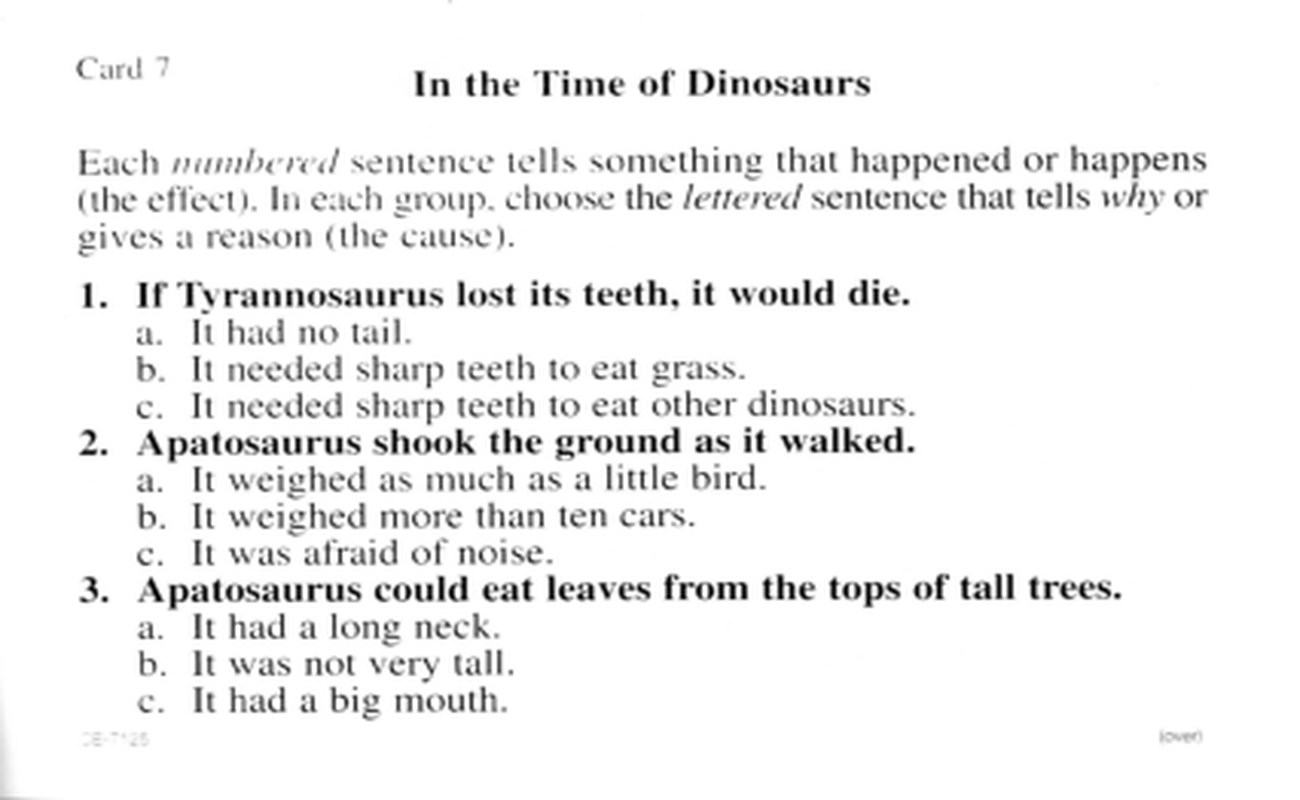 Card 7
In the Time of Dinosaurs
Each numbered sentence tells something that happened or happens
(the effect). In each group, choose the lettered sentence that tells why or
gives a reason (the cause).
1. If Tyrannosaurus lost its teeth, it would die.
a. It had no tail.
b. It needed sharp teeth to eat grass.
c. It needed sharp teeth to eat other dinosaurs.
2. Apatosaurus shook the ground as it walked.
a. It weighed as much as a little bird.
b. It weighed more than ten cars.
c. It was afraid of noise.
3. Apatosaurus could eat leaves from the tops of tall trees.
a. It had a long neck.
b. It was not very tall.
c. It had a big mouth.
(over)